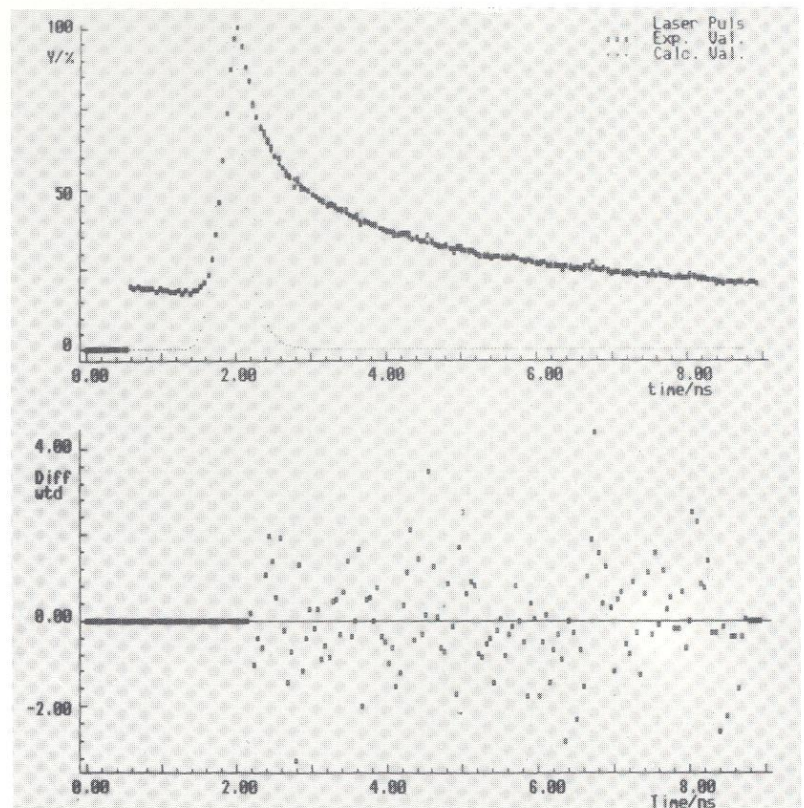 100
Y/%
50
0
Laser Puls
Exp. Val.
Calc. Val.
0.00 2.00 4.00 6.00 8.00
time/ns
4.00
Diff
wtd
0.00
-2.00
0.00 2.00 4.00 6.00 8.00
Time/ns